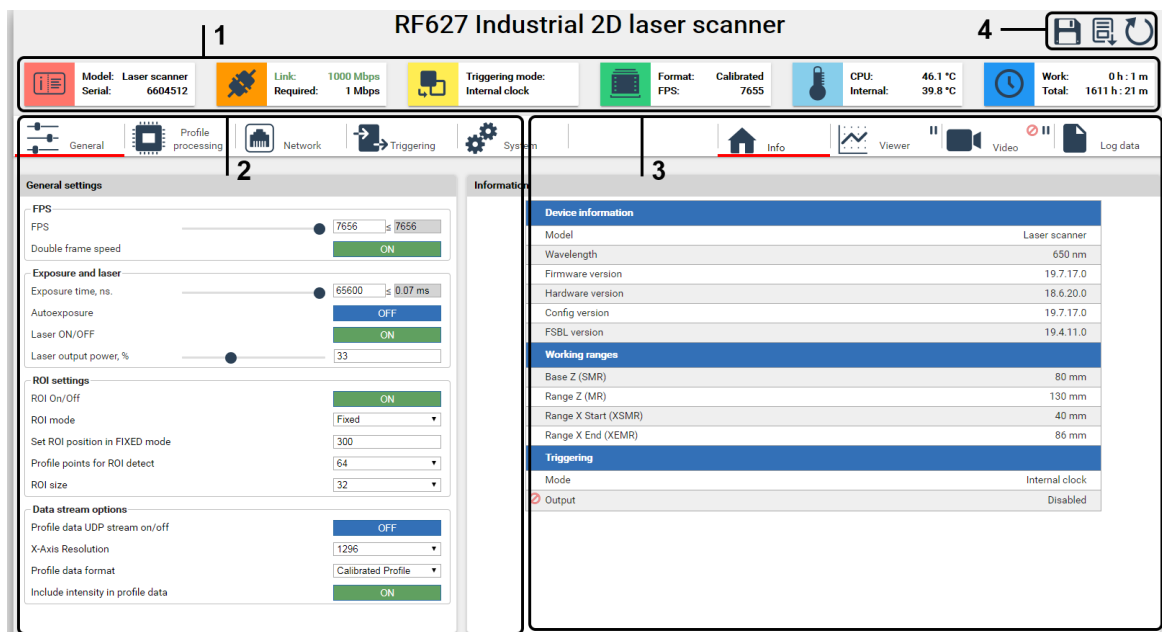 RF627 Industrial 2D laser scanner
1
4
Model: Laser scanner
Serial: 6604512
Link: 1000 Mbps
Required: 1 Mbps
Triggering mode:
Internal clock
Format: Calibrated
FPS: 7655
CPU: 46.1 °C
Internal: 39.8 °C
Work: 0 h : 1 m
Total: 1611 h : 21 m
General
Profile processing
Network
Triggering
System
Info
Viewer
Video
Log data
2
3
General settings
Information
FPS
FPS 7656 ≤ 7656
Double frame speed ON
Exposure and laser
Exposure time, ns. 65600 ≤ 0.07 ms
Autoexposure OFF
Laser ON/OFF ON
Laser output power, % 33
ROI settings
ROI On/Off ON
ROI mode Fixed
Set ROI position in FIXED mode 300
Profile points for ROI detect 64
ROI size 32
Data stream options
Profile data UDP stream on/off OFF
X-Axis Resolution 1296
Profile data format Calibrated Profile
Include intensity in profile data ON
Device information
Model Laser scanner
Wavelength 650 nm
Firmware version 19.7.17.0
Hardware version 18.6.20.0
Config version 19.7.17.0
FSBL version 19.4.11.0
Working ranges
Base Z (SMR) 80 mm
Range Z (MR) 130 mm
Range X Start (XSMR) 40 mm
Range X End (XEMR) 86 mm
Triggering
Mode Internal clock
Output Disabled